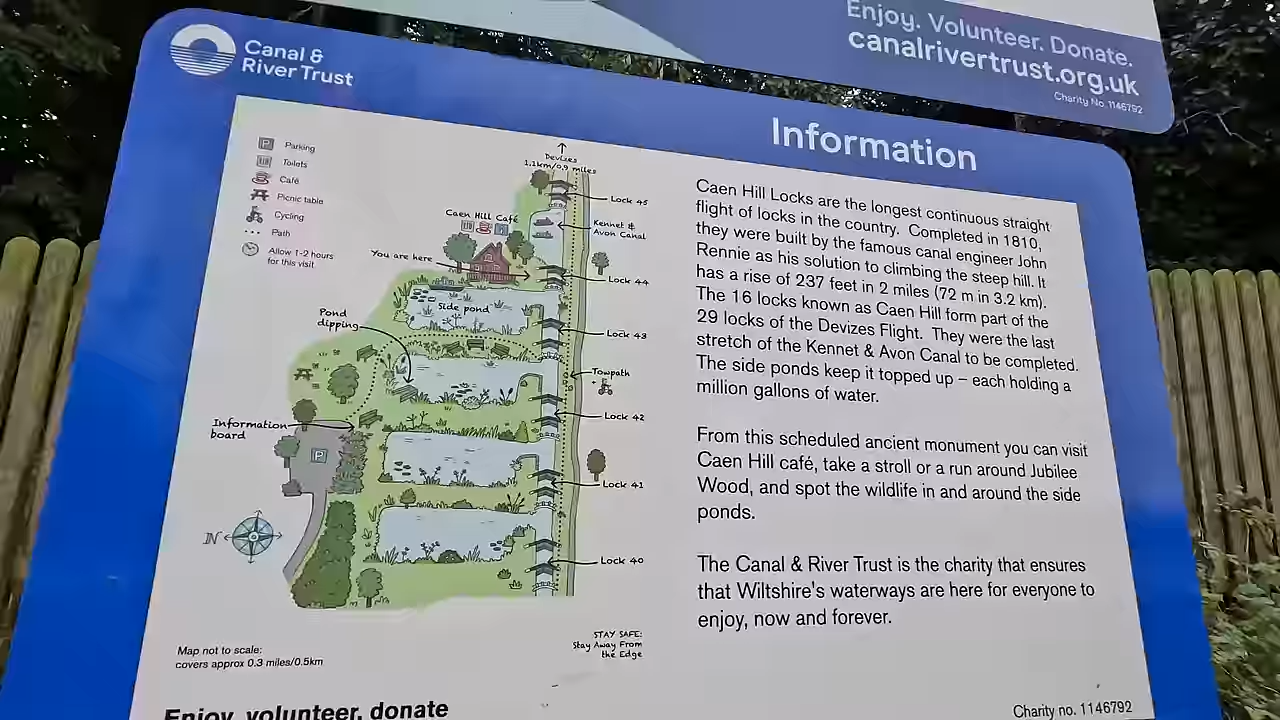 Enjoy. Volunteer. Donate.
canalrivertrust.org.uk
Charity No. 1146792
Canal &
River Trust
Information
P Parking
Toilets
Café
Picnic table
Cycling
Path
Allow 1-2 hours
for this visit
Devizes
1.1km/0.9 miles
Lock 45
Caen Hill Café
Kennet &
Avon Canal
You are here
Lock 44
Side pond
Pond
dipping
Lock 43
Towpath
Lock 42
Information
board
P
Lock 41
N
Lock 40
Map not to scale:
covers approx 0.3 miles/0.5km
STAY SAFE:
Stay Away From
the Edge
Caen Hill Locks are the longest continuous straight
flight of locks in the country. Completed in 1810,
they were built by the famous canal engineer John
Rennie as his solution to climbing the steep hill. It
has a rise of 237 feet in 2 miles (72 m in 3.2 km).
The 16 locks known as Caen Hill form part of the
29 locks of the Devizes Flight. They were the last
stretch of the Kennet & Avon Canal to be completed.
The side ponds keep it topped up – each holding a
million gallons of water.
From this scheduled ancient monument you can visit
Caen Hill café, take a stroll or a run around Jubilee
Wood, and spot the wildlife in and around the side
ponds.
The Canal & River Trust is the charity that ensures
that Wiltshire's waterways are here for everyone to
enjoy, now and forever.
Enjoy, volunteer, donate
Charity no. 1146792